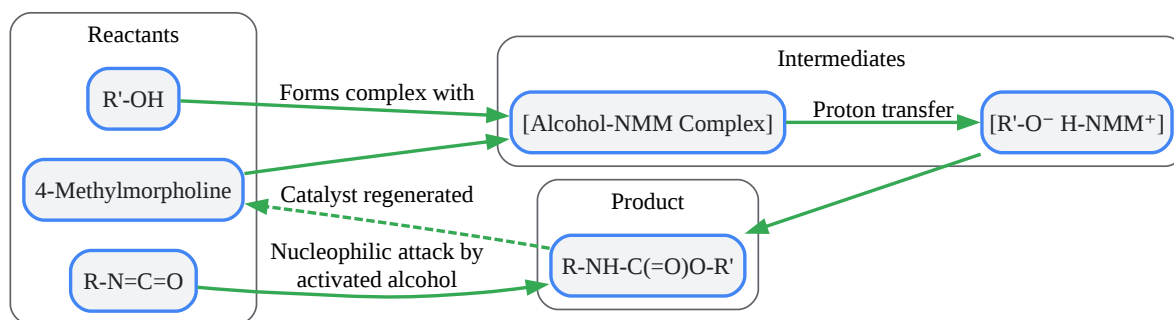 Reactants
R'-OH
4-Methylmorpholine
R-N=C=O
Forms complex with
Catalyst regenerated
Nucleophilic attack by
activated alcohol
Intermediates
[Alcohol-NMM Complex]
Proton transfer
[R'-O⁻ H-NMM⁺]
Product
R-NH-C(=O)O-R'